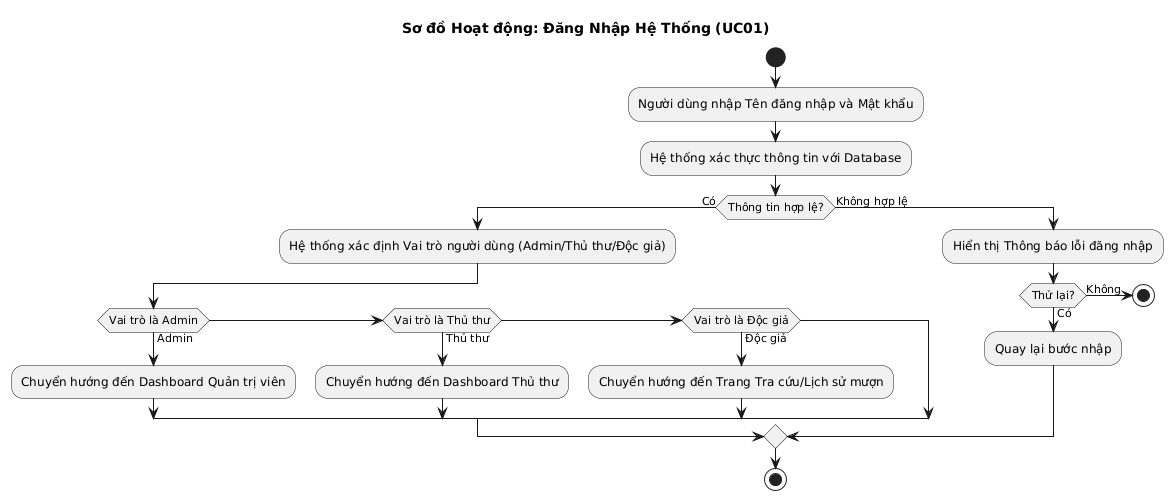 Sơ đồ Hoạt động: Đăng Nhập Hệ Thống (UC01)
Người dùng nhập Tên đăng nhập và Mật khẩu
Hệ thống xác thực thông tin với Database
Có
Thông tin hợp lệ?
Không hợp lệ
Hệ thống xác định Vai trò người dùng (Admin/Thủ thư/Độc giả)
Hiển thị Thông báo lỗi đăng nhập
Thử lại?
Không
Có
Vai trò là Admin
Vai trò là Thủ thư
Vai trò là Độc giả
Admin
Thủ thư
Độc giả
Quay lại bước nhập
Chuyển hướng đến Dashboard Quản trị viên
Chuyển hướng đến Dashboard Thủ thư
Chuyển hướng đến Trang Tra cứu/Lịch sử mượn